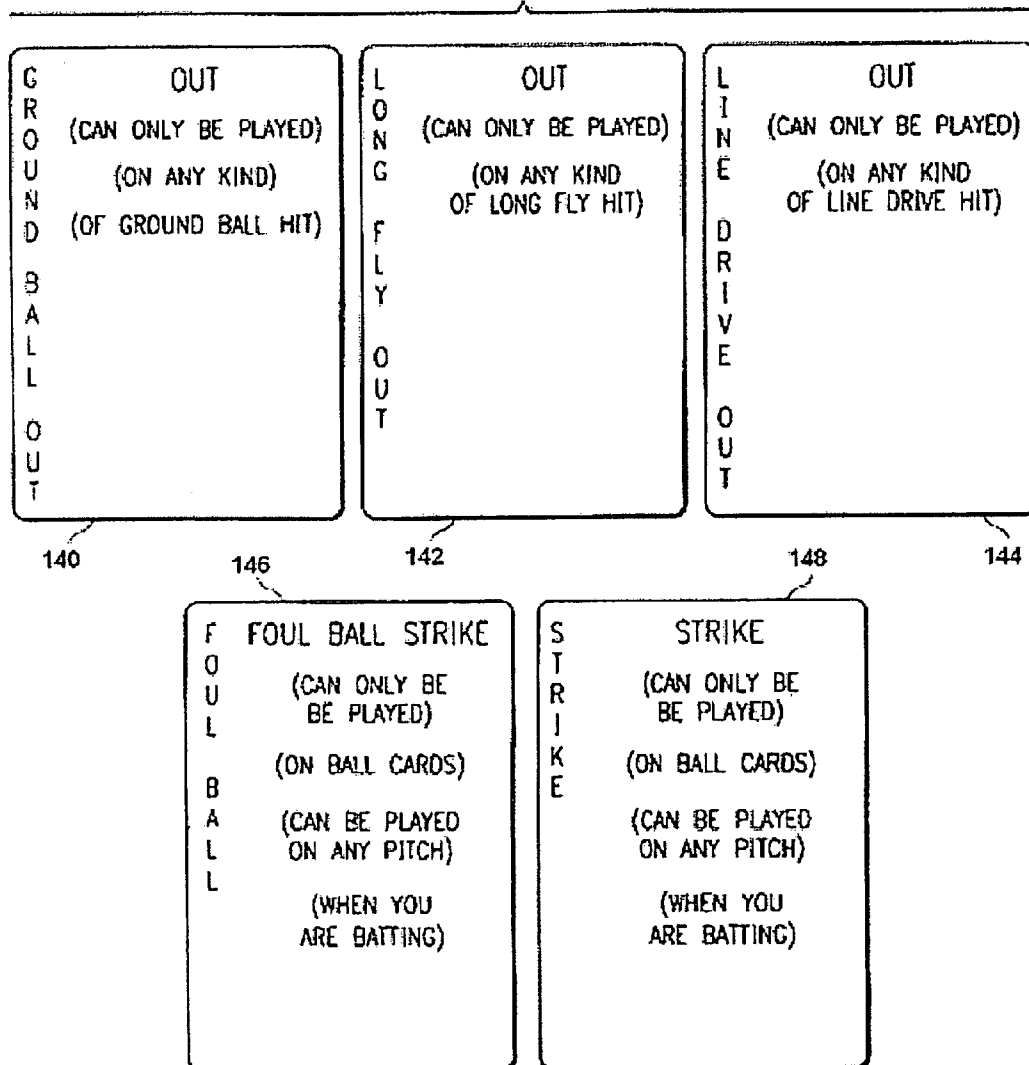 GROUND BALL OUT
OUT
(CAN ONLY BE PLAYED)
(ON ANY KIND)
(OF GROUND BALL HIT)
LONG FLY OUT
OUT
(CAN ONLY BE PLAYED)
(ON ANY KIND
OF LONG FLY HIT)
LINE DRIVE OUT
OUT
(CAN ONLY BE PLAYED)
(ON ANY KIND
OF LINE DRIVE HIT)
140
142
144
146
148
FOUL BALL
FOUL BALL STRIKE
(CAN ONLY BE
BE PLAYED)
(ON BALL CARDS)
(CAN BE PLAYED
ON ANY PITCH)
(WHEN YOU
ARE BATTING)
STRIKE
STRIKE
(CAN ONLY BE
BE PLAYED)
(ON BALL CARDS)
(CAN BE PLAYED
ON ANY PITCH)
(WHEN YOU
ARE BATTING)